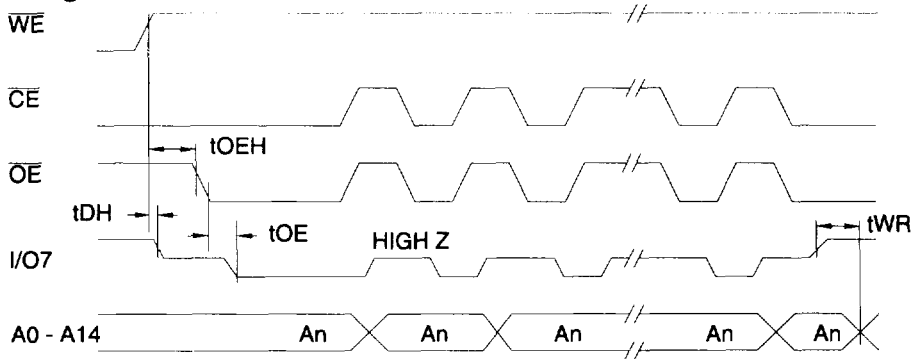 WE
CE
tOEH
OE
tDH
tOE
HIGH Z
tWR
I/O7
A0 - A14 An An An An An